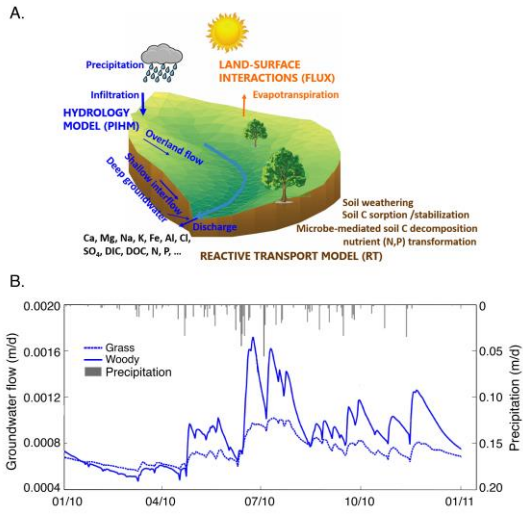 A.
Precipitation
LAND-SURFACE
INTERACTIONS (FLUX)
Infiltration
Evapotranspiration
HYDROLOGY
MODEL (PIHM)
Overland flow
Shallow interflow
Deep groundwater
Discharge
Soil weathering
Soil C sorption /stabilization
Microbe-mediated soil C decomposition
nutrient (N,P) transformation
Ca, Mg, Na, K, Fe, Al, Cl,
SO4, DIC, DOC, N, P, ...
REACTIVE TRANSPORT MODEL (RT)
B.
Groundwater flow (m/d)
0.0020
0.0016
0.0012
0.0008
0.0004
Grass
Woody
Precipitation
0
0.05
0.10
0.15
0.20
Precipitation (m/d)
01/10 04/10 07/10 10/10 01/11